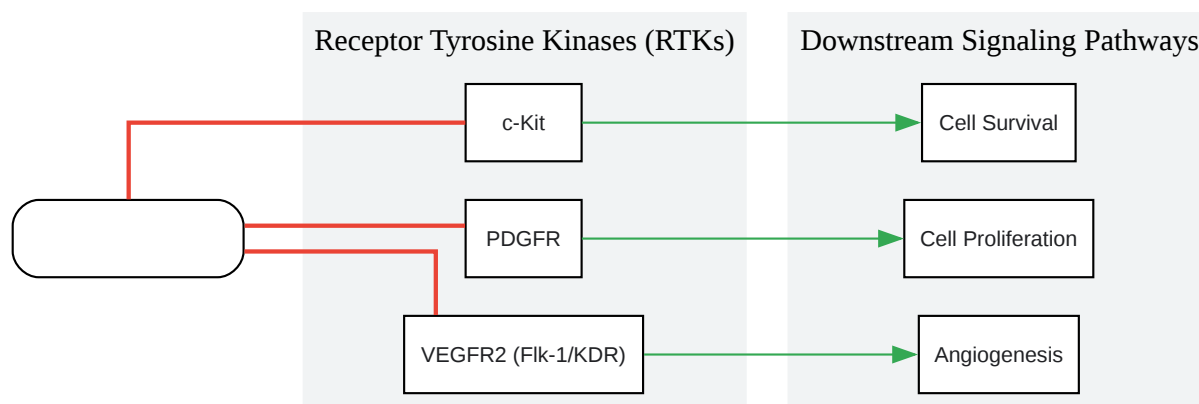 Receptor Tyrosine Kinases (RTKs)
Downstream Signaling Pathways
c-Kit
Cell Survival
PDGFR
Cell Proliferation
VEGFR2 (Flk-1/KDR)
Angiogenesis